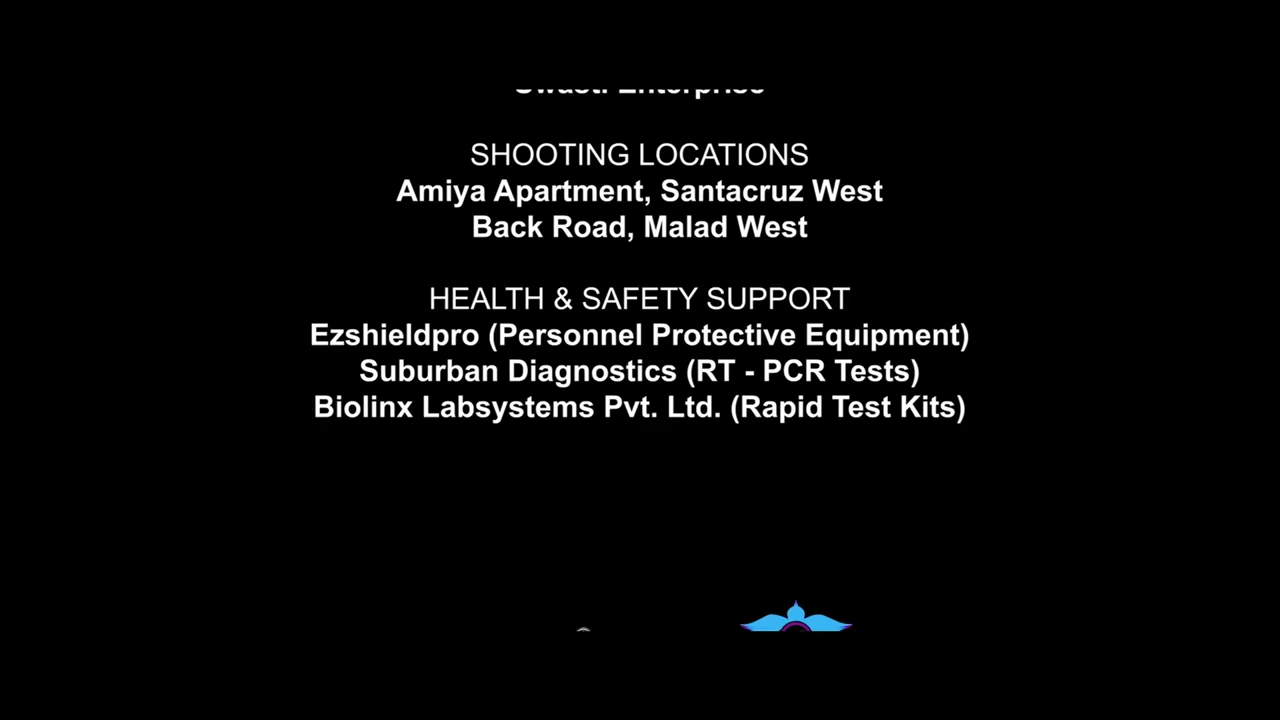 Enterprise
SHOOTING LOCATIONS
Amiya Apartment, Santacruz West
Back Road, Malad West
HEALTH & SAFETY SUPPORT
Ezshieldpro (Personnel Protective Equipment)
Suburban Diagnostics (RT - PCR Tests)
Biolinx Labsystems Pvt. Ltd. (Rapid Test Kits)